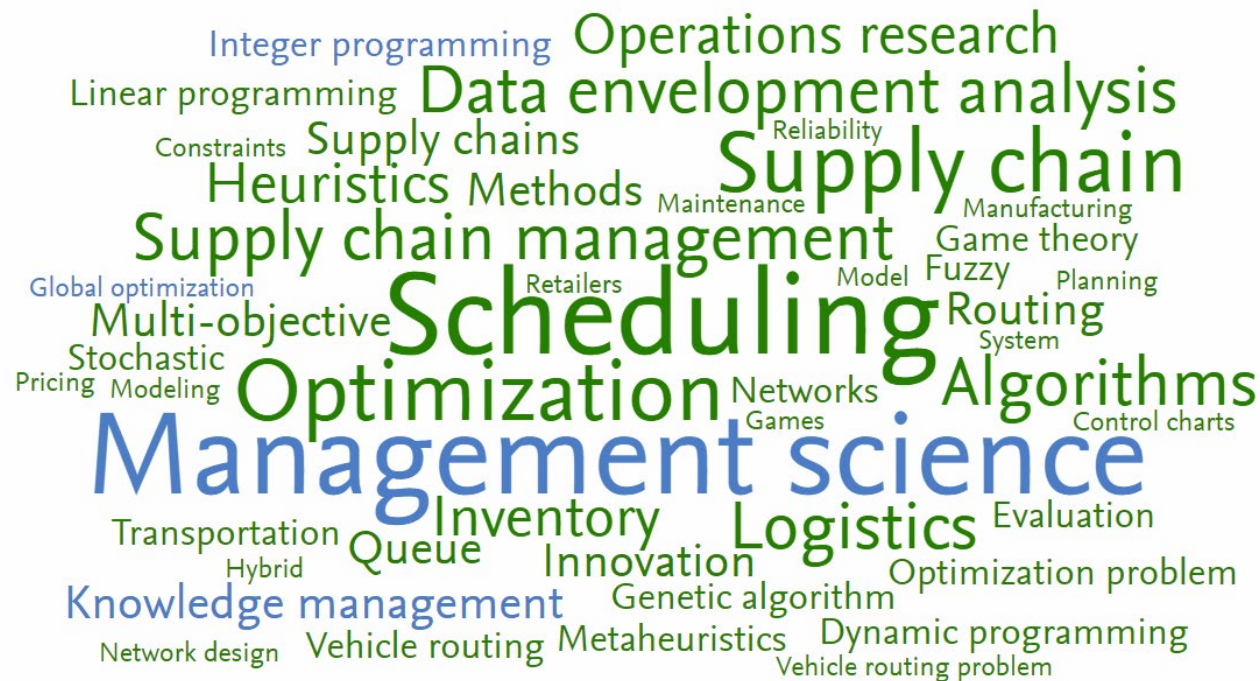 Integer programming Operations research
Linear programming Data envelopment analysis
Constraints Supply chains Reliability Supply chain
Heuristics Methods Maintenance Manufacturing
Supply chain management Game theory
Global optimization Retailers Model Fuzzy Planning
Multi-objective Scheduling Routing
Stochastic System
Pricing Modeling Optimization Networks Algorithms
Games Control charts
Management science
Transportation Inventory Logistics Evaluation
Queue
Hybrid Innovation Optimization problem
Knowledge management Genetic algorithm
Network design Vehicle routing Metaheuristics Dynamic programming
Vehicle routing problem